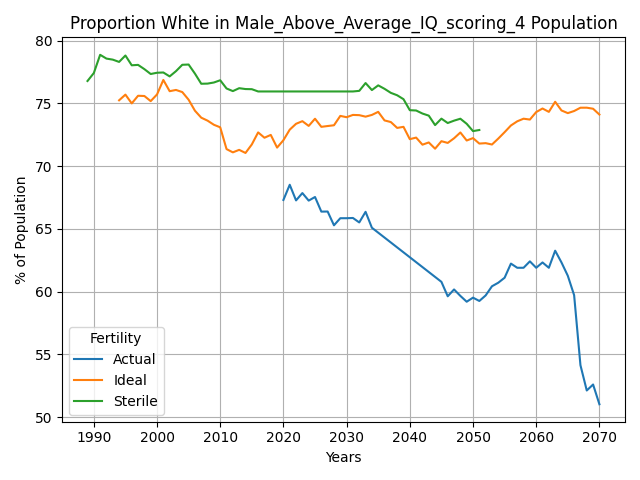 Proportion White in Male_Above_Average_IQ_scoring_4 Population
% of Population
80
75
70
65
60
55
50
Fertility
Actual
Ideal
Sterile
1990 2000 2010 2020 2030 2040 2050 2060 2070
Years